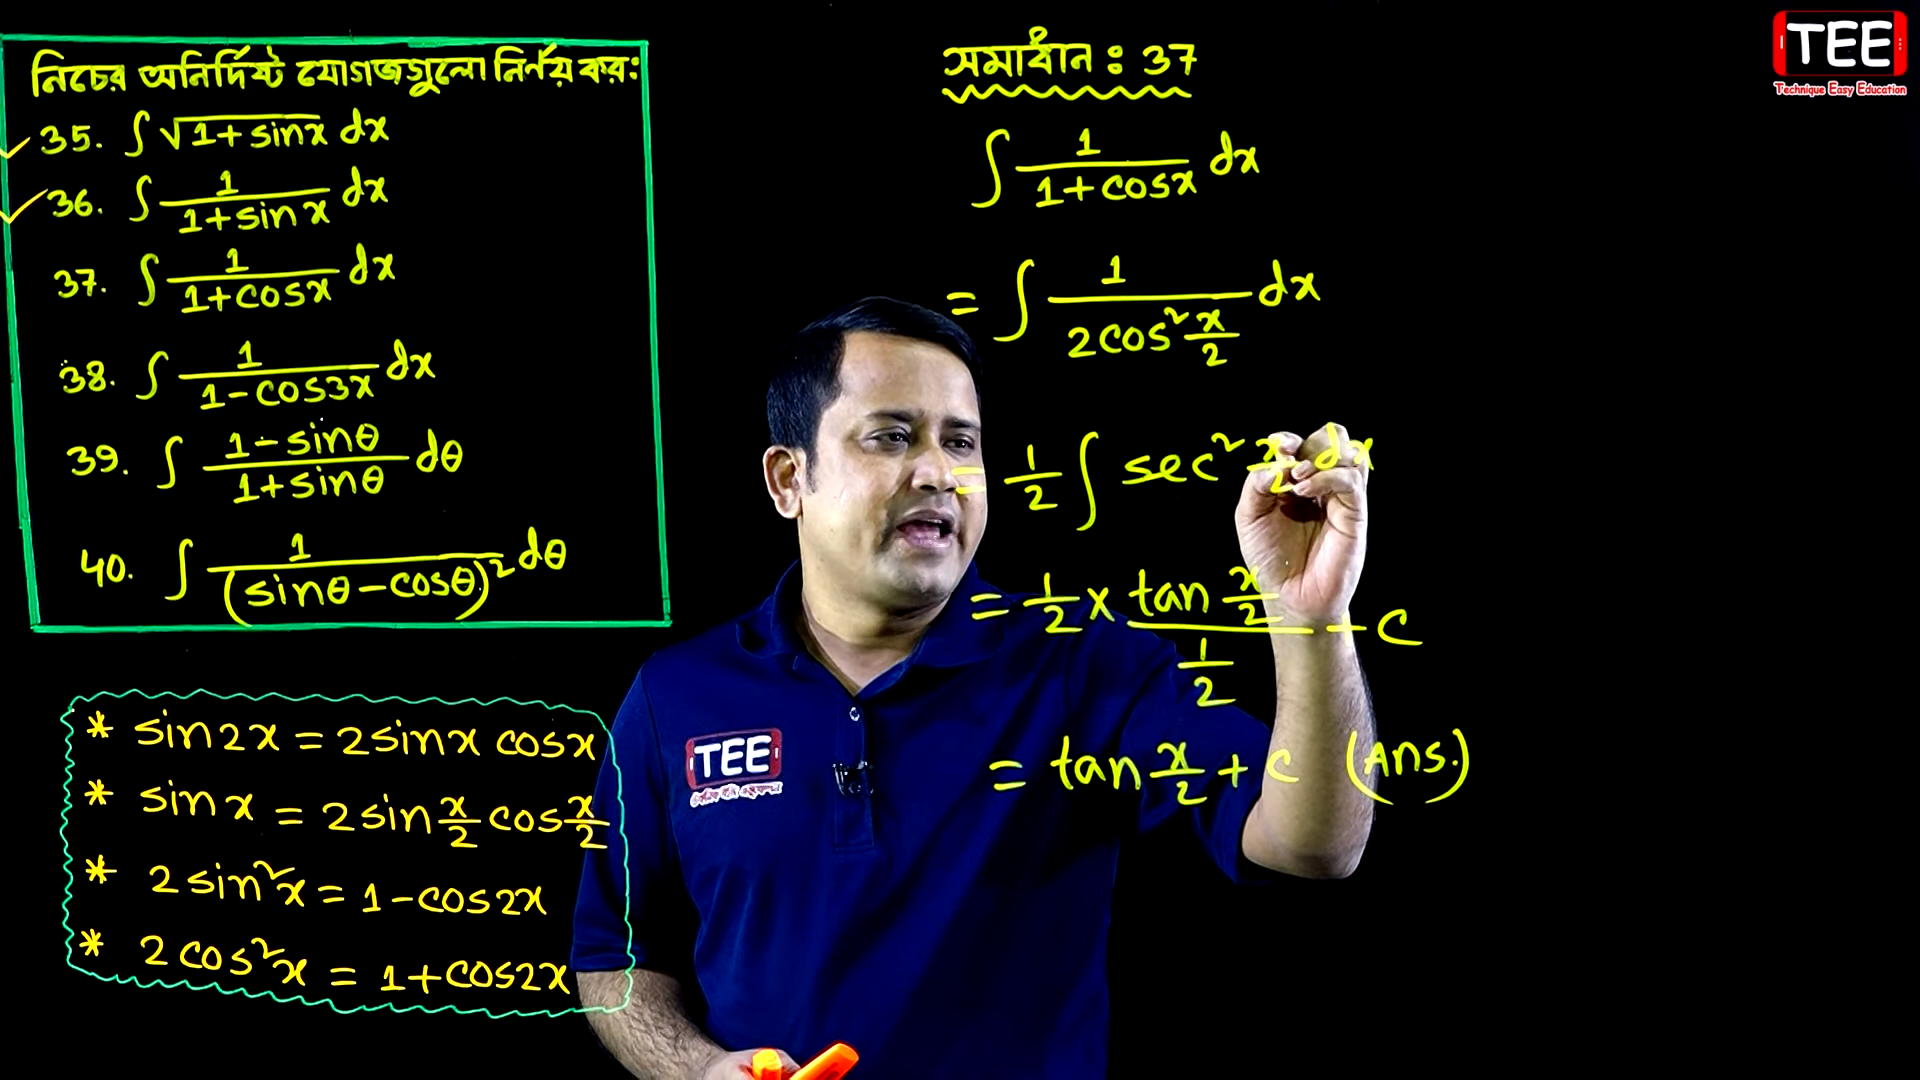 নিচের অনির্দিষ্ট যোগজগুলো নির্ণয় কর:
35. ∫ √(1+sinx) dx
36. ∫ 1/(1+sinx) dx
37. ∫ 1/(1+cosx) dx
38. ∫ 1/(1-cos3x) dx
39. ∫ (1-sinθ)/(1+sinθ) dθ
40. ∫ 1/(sinθ-cosθ)² dθ
* sin2x = 2sinx cosx
* sinx = 2sin x/2 cos x/2
* 2sin²x = 1-cos2x
* 2cos²x = 1+cos2x
সমাধান : 37
∫ 1/(1+cosx) dx
= ∫ 1/(2cos² x/2) dx
= 1/2 ∫ sec² x/2 dx
= 1/2 x (tan x/2)/(1/2) + c
= tan x/2 + c (Ans.)
TEE
Technique Easy Education
TEE